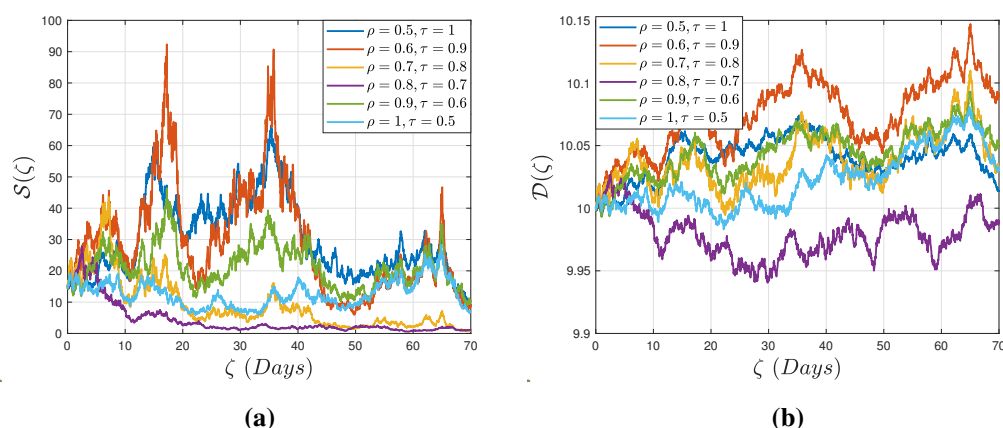 100
90
80
70
60
50
40
30
20
10
0
S(ζ)
0 10 20 30 40 50 60 70
ζ (Days)
ρ = 0.5, τ = 1
ρ = 0.6, τ = 0.9
ρ = 0.7, τ = 0.8
ρ = 0.8, τ = 0.7
ρ = 0.9, τ = 0.6
ρ = 1, τ = 0.5
(a)
10.15
10.1
10.05
10
9.95
9.9
D(ζ)
0 10 20 30 40 50 60 70
ζ (Days)
ρ = 0.5, τ = 1
ρ = 0.6, τ = 0.9
ρ = 0.7, τ = 0.8
ρ = 0.8, τ = 0.7
ρ = 0.9, τ = 0.6
ρ = 1, τ = 0.5
(b)